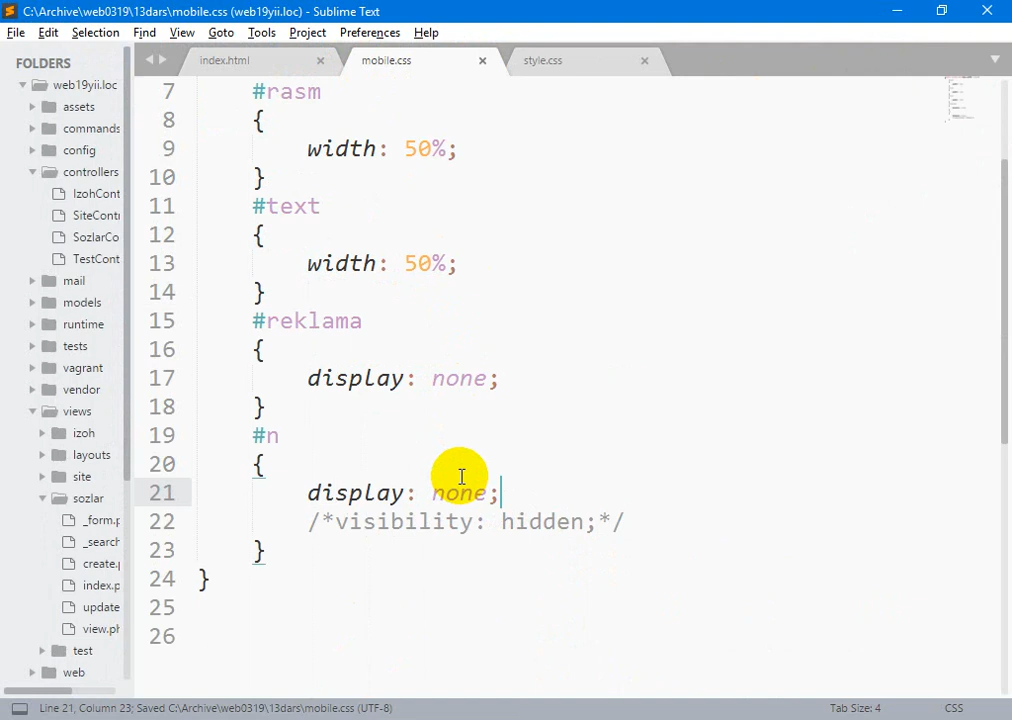 C:\Archive\web0319\13dars\mobile.css (web19yii.loc) - Sublime Text
File Edit Selection Find View Goto Tools Project Preferences Help
FOLDERS
web19yii.loc
assets
commands
config
controllers
IzohCont
SiteContr
SozlarCo
TestCont
mail
models
runtime
tests
vagrant
vendor
views
izoh
layouts
site
sozlar
_form.p
_search
create.p
index.p
update
view.ph
test
web
index.html
mobile.css
style.css
7 #rasm
8 {
9 width: 50%;
10 }
11 #text
12 {
13 width: 50%;
14 }
15 #reklama
16 {
17 display: none;
18 }
19 #n
20 {
21 display: none;
22 /*visibility: hidden;*/
23 }
24 }
25
26
Line 21, Column 23; Saved C:\Archive\web0319\13dars\mobile.css (UTF-8)
Tab Size: 4
CSS